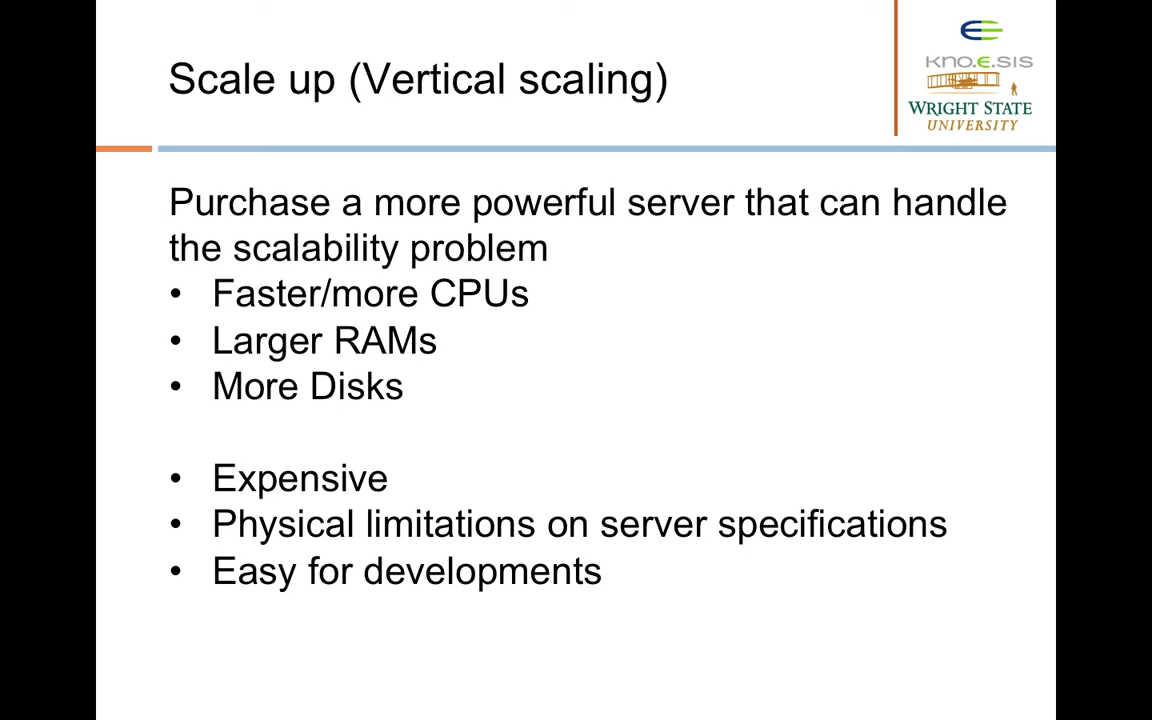 Scale up (Vertical scaling)
kno.e.sis
WRIGHT STATE
UNIVERSITY
Purchase a more powerful server that can handle
the scalability problem
• Faster/more CPUs
• Larger RAMs
• More Disks
• Expensive
• Physical limitations on server specifications
• Easy for developments